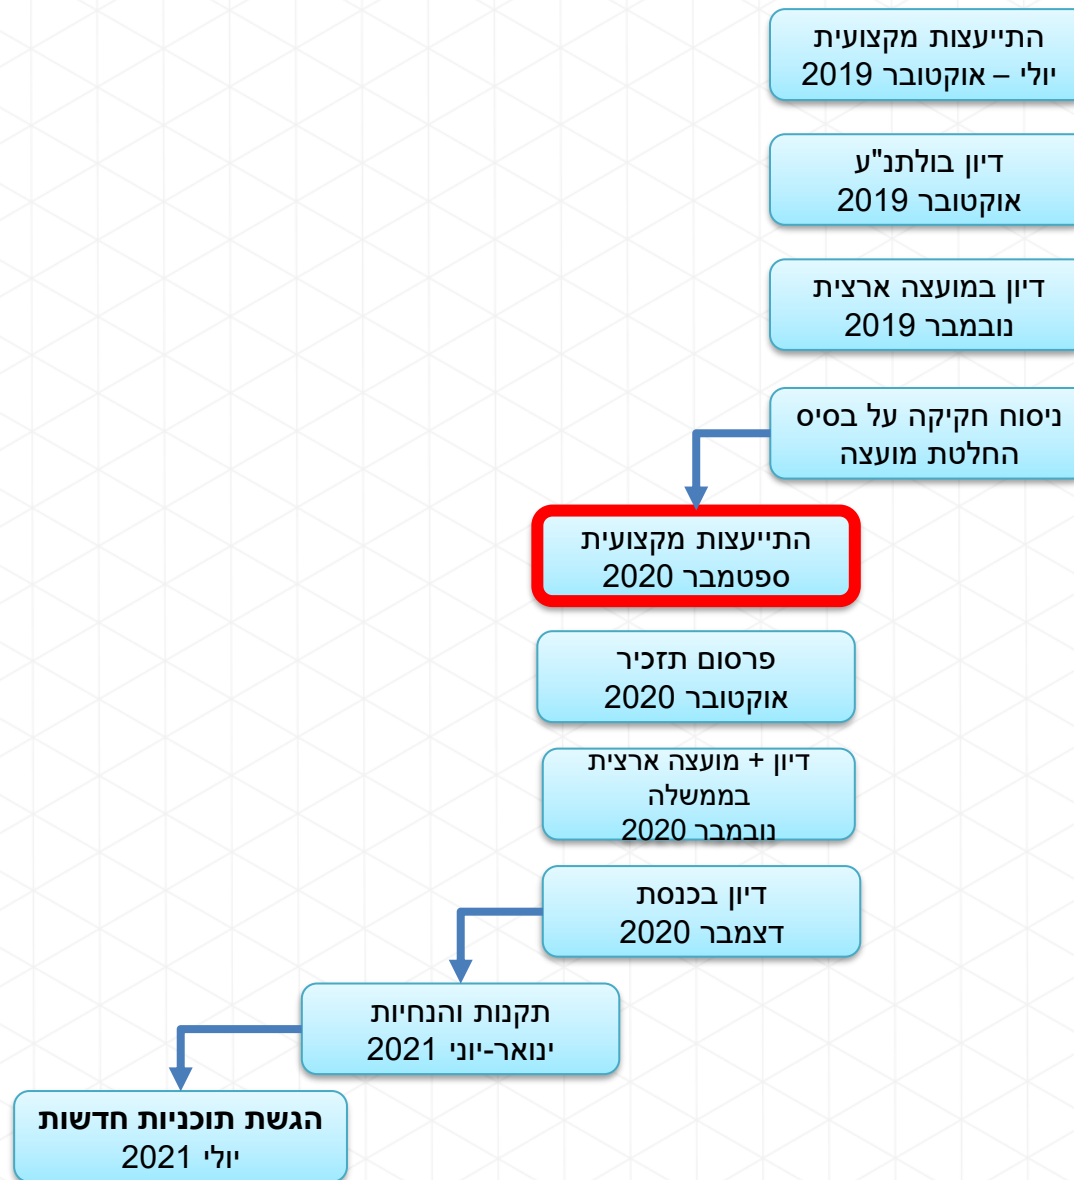 התייעצות מקצועית
יולי – אוקטובר 2019
דיון בולתנ"ע
אוקטובר 2019
דיון במועצה ארצית
נובמבר 2019
ניסוח חקיקה על בסיס
החלטת מועצה
התייעצות מקצועית
ספטמבר 2020
פרסום תזכיר
אוקטובר 2020
דיון + מועצה ארצית
בממשלה
נובמבר 2020
דיון בכנסת
דצמבר 2020
תקנות והנחיות
ינואר-יוני 2021
הגשת תוכניות חדשות
יולי 2021